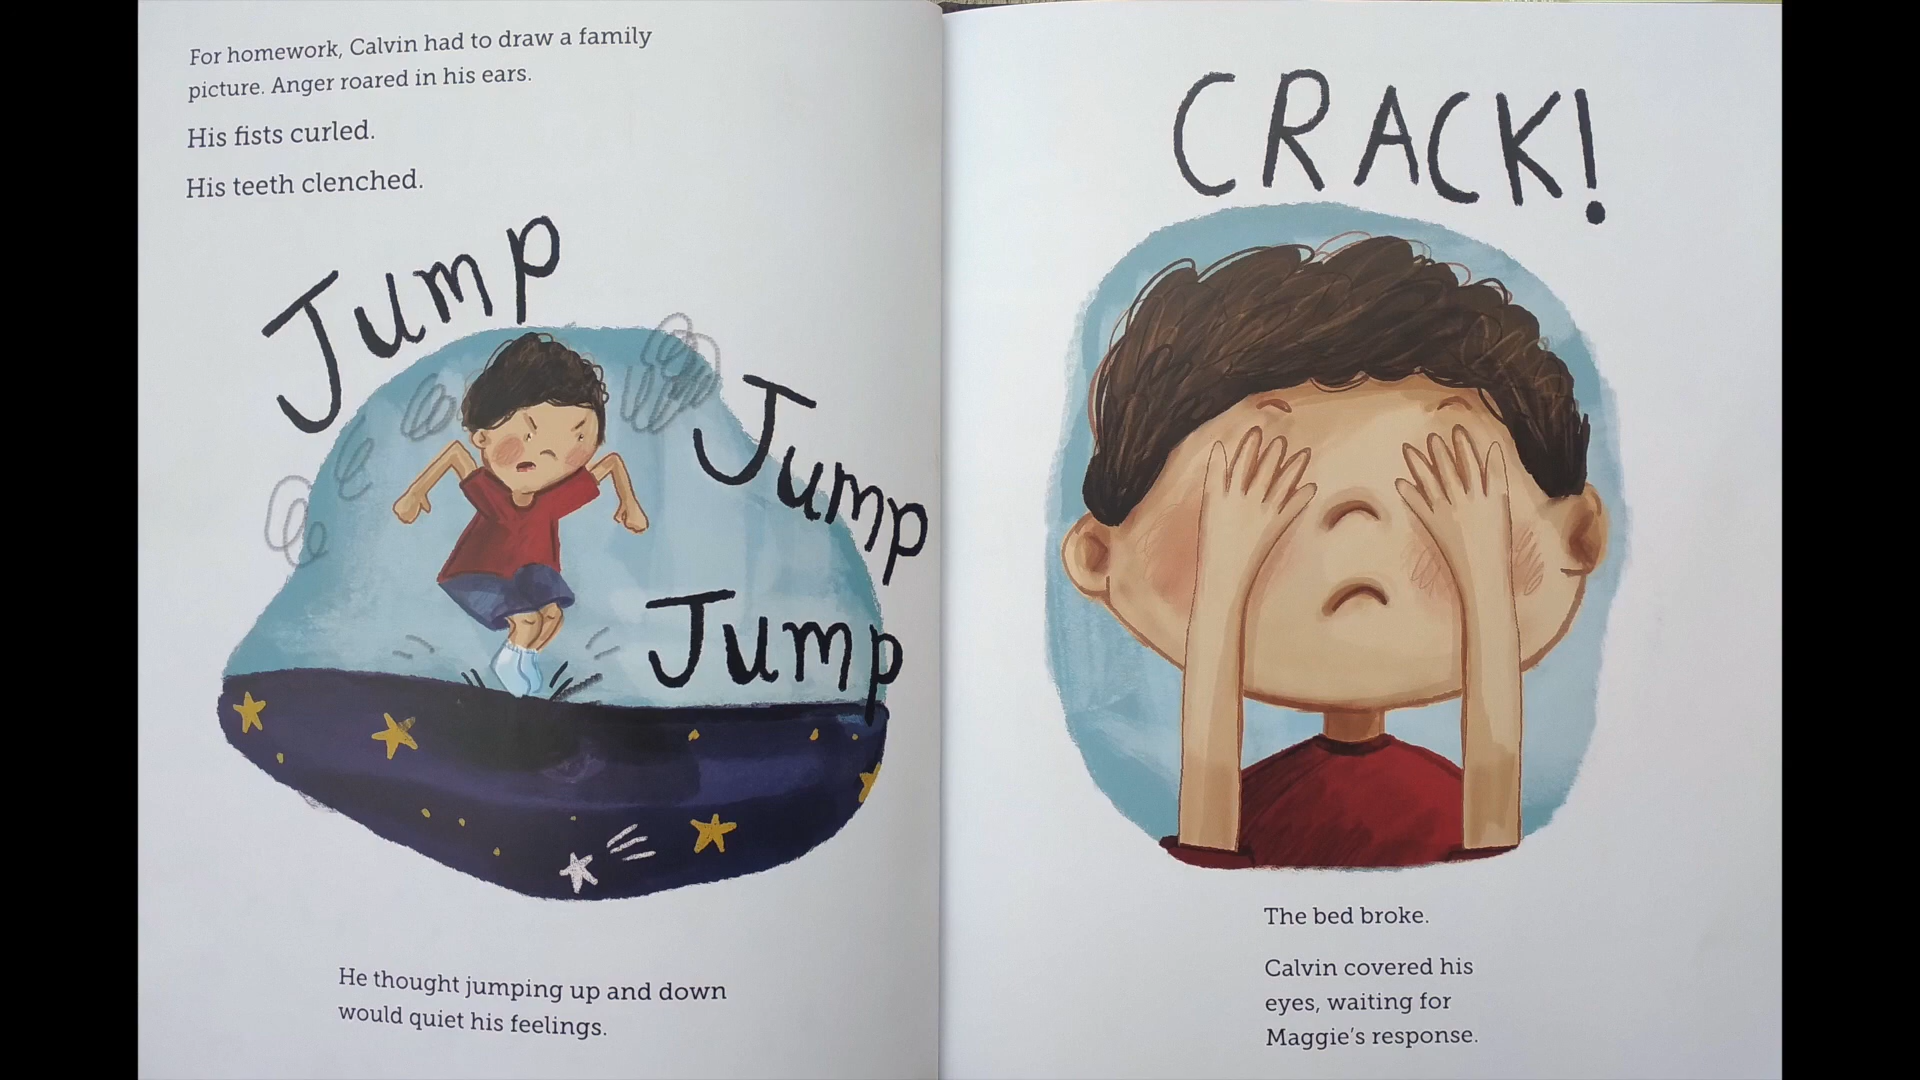 For homework, Calvin had to draw a family
picture. Anger roared in his ears.
His fists curled.
His teeth clenched.
Jump
Jump
Jump
He thought jumping up and down
would quiet his feelings.
CRACK!
The bed broke.
Calvin covered his
eyes, waiting for
Maggie's response.